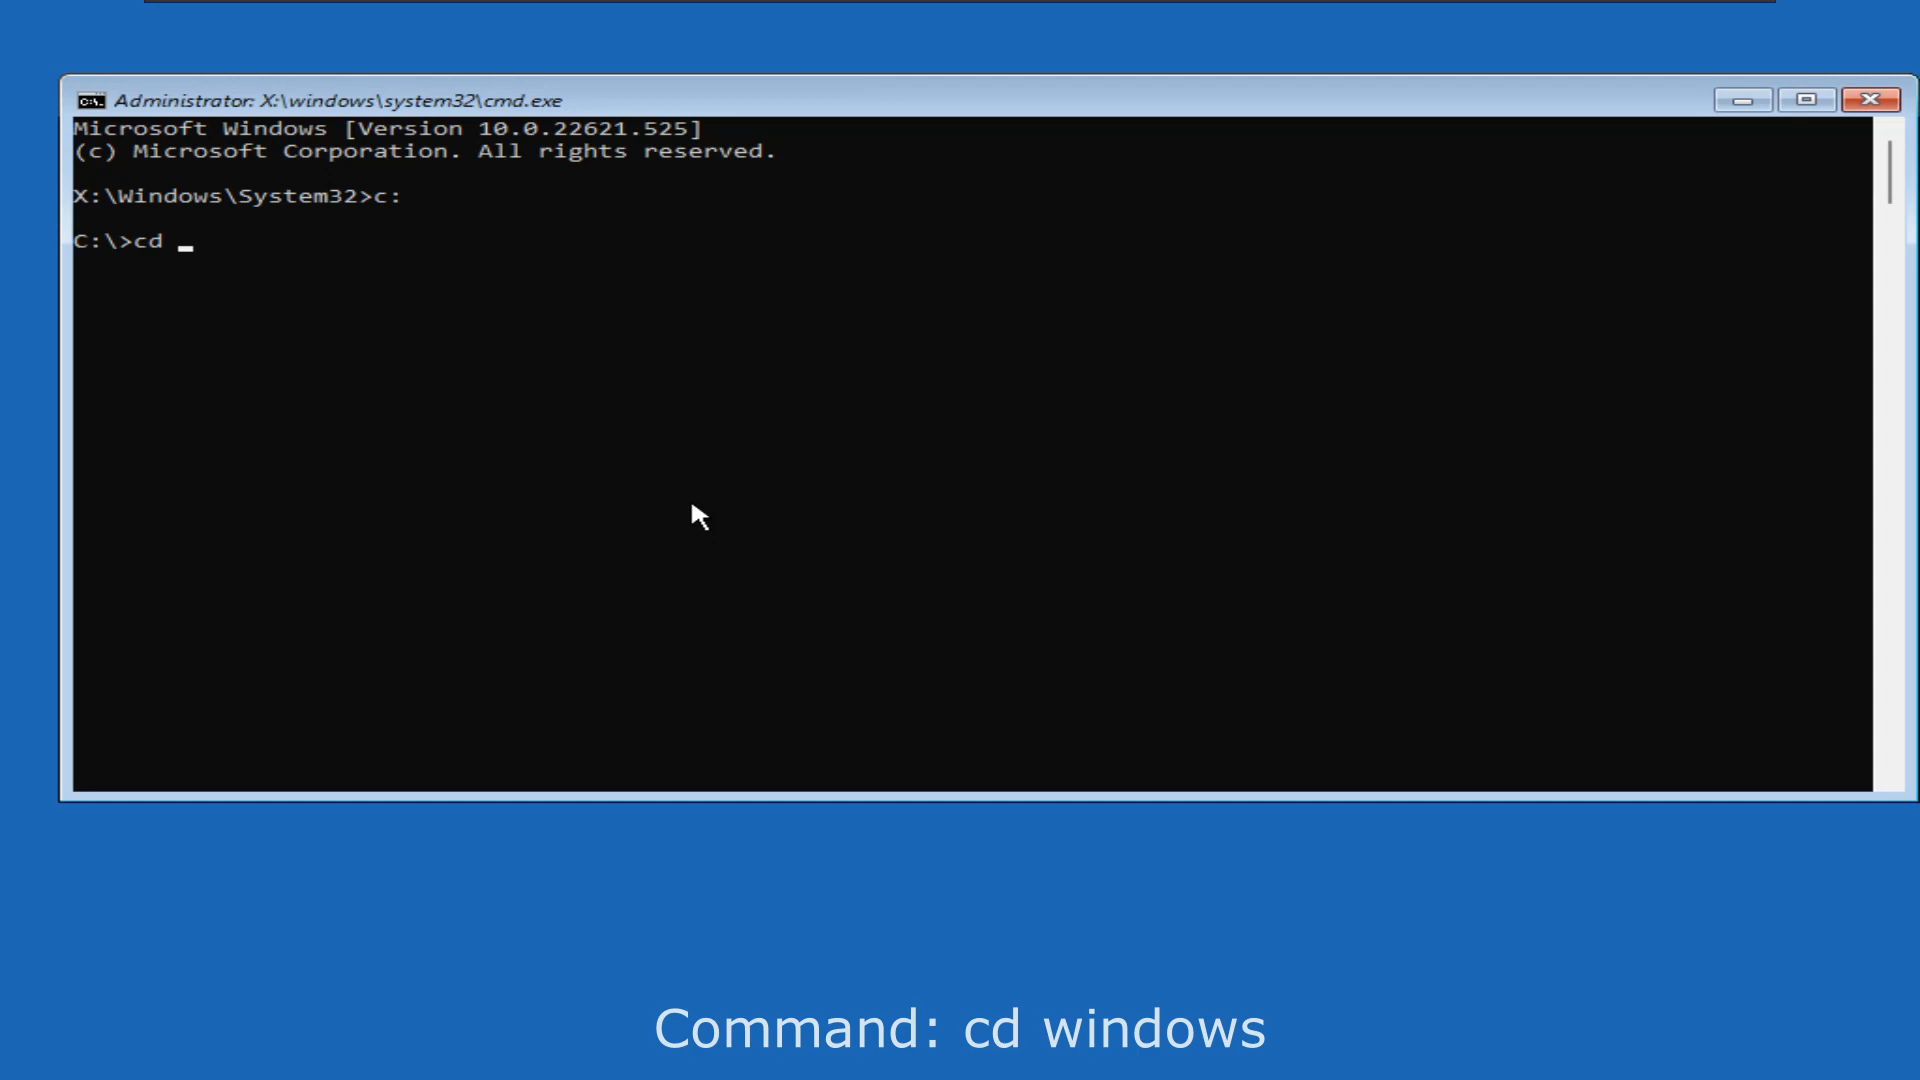 Administrator: X:\windows\system32\cmd.exe
Microsoft Windows [Version 10.0.22621.525]
(c) Microsoft Corporation. All rights reserved.
X:\Windows\System32>c:
C:\>cd _
Command: cd windows